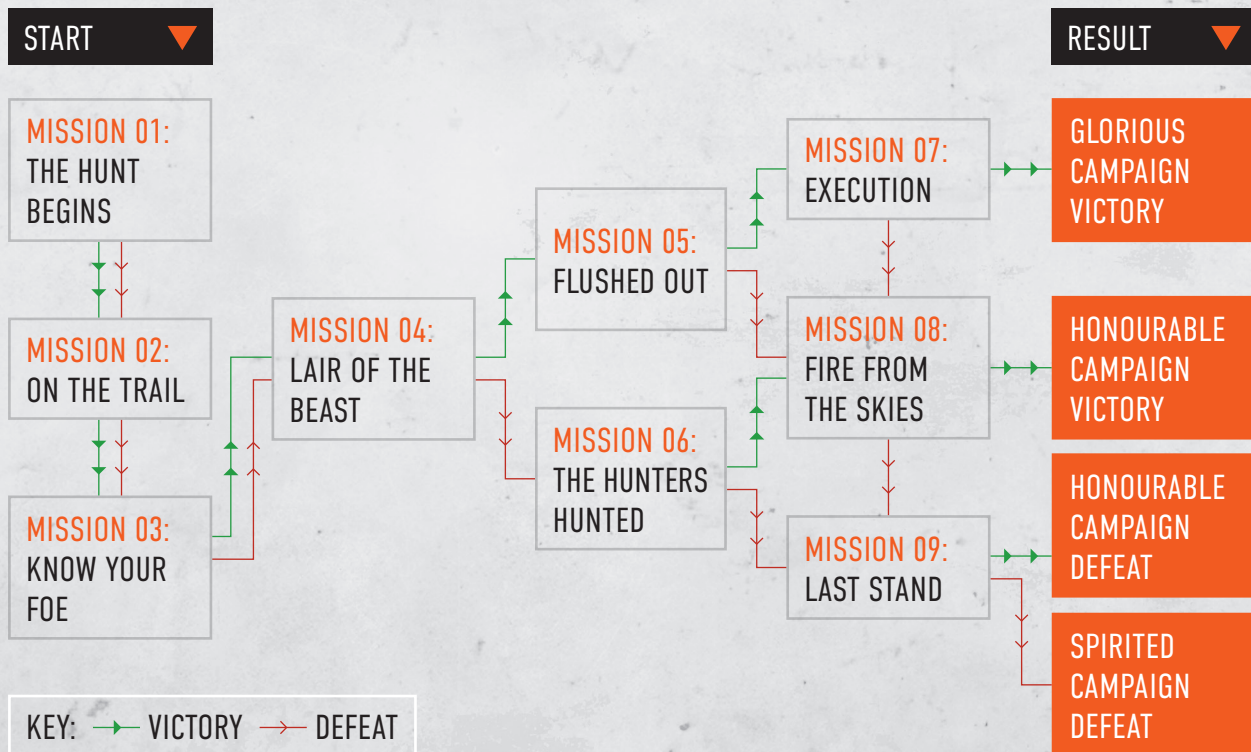 START
RESULT
MISSION 01:
THE HUNT
BEGINS
MISSION 02:
ON THE TRAIL
MISSION 03:
KNOW YOUR
FOE
MISSION 04:
LAIR OF THE
BEAST
MISSION 05:
FLUSHED OUT
MISSION 06:
THE HUNTERS
HUNTED
MISSION 07:
EXECUTION
MISSION 08:
FIRE FROM
THE SKIES
MISSION 09:
LAST STAND
GLORIOUS
CAMPAIGN
VICTORY
HONOURABLE
CAMPAIGN
VICTORY
HONOURABLE
CAMPAIGN
DEFEAT
SPIRITED
CAMPAIGN
DEFEAT
KEY: VICTORY DEFEAT